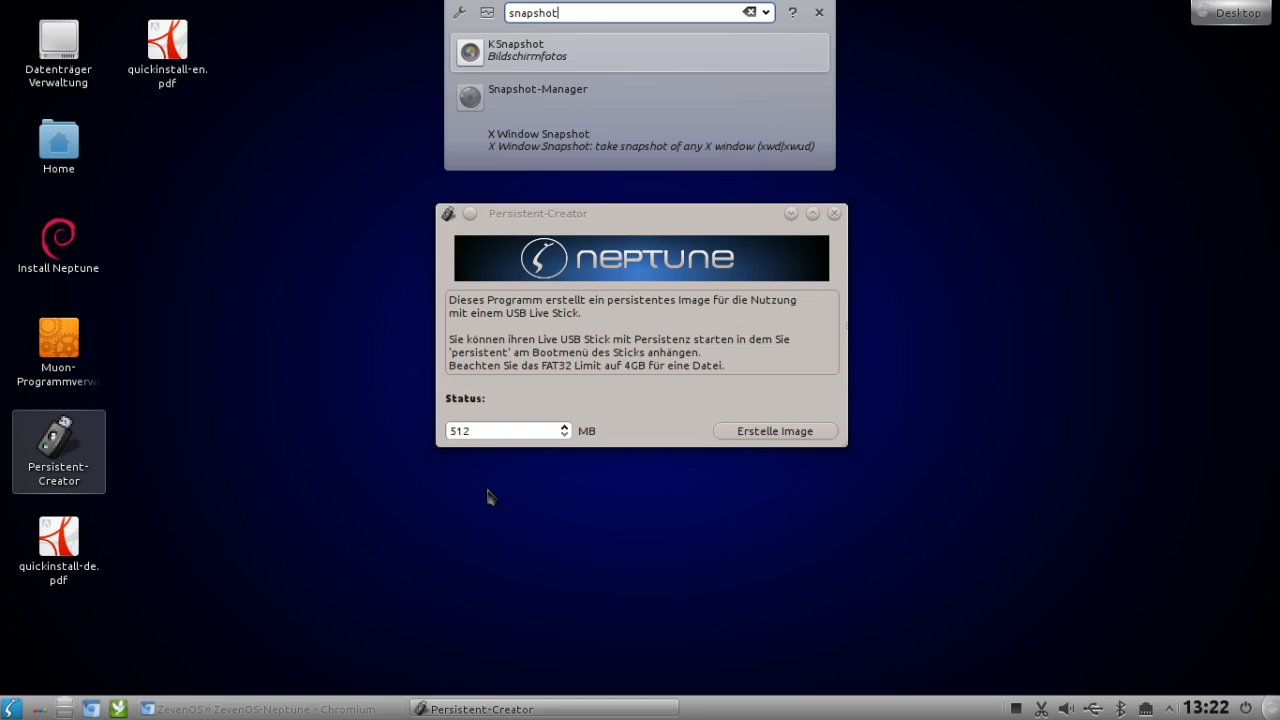 snapshot
Desktop
KSnapshot
Bildschirmfotos
Snapshot-Manager
X Window Snapshot
X Window Snapshot: take snapshot of any X window (xwd|xwud)
Datenträger
Verwaltung
quickinstall-en.
pdf
Home
Install Neptune
Muon-
Programmverw
Persistent-
Creator
quickinstall-de.
pdf
Persistent-Creator
NEPTUNE
Dieses Programm erstellt ein persistentes Image für die Nutzung
mit einem USB Live Stick.
Sie können ihren Live USB Stick mit Persistenz starten in dem Sie
'persistent' am Bootmenü des Sticks anhängen.
Beachten Sie das FAT32 Limit auf 4GB für eine Datei.
Status:
512 MB
Erstelle Image
ZevenOS » ZevenOS-Neptune - Chromium
Persistent-Creator
13:22